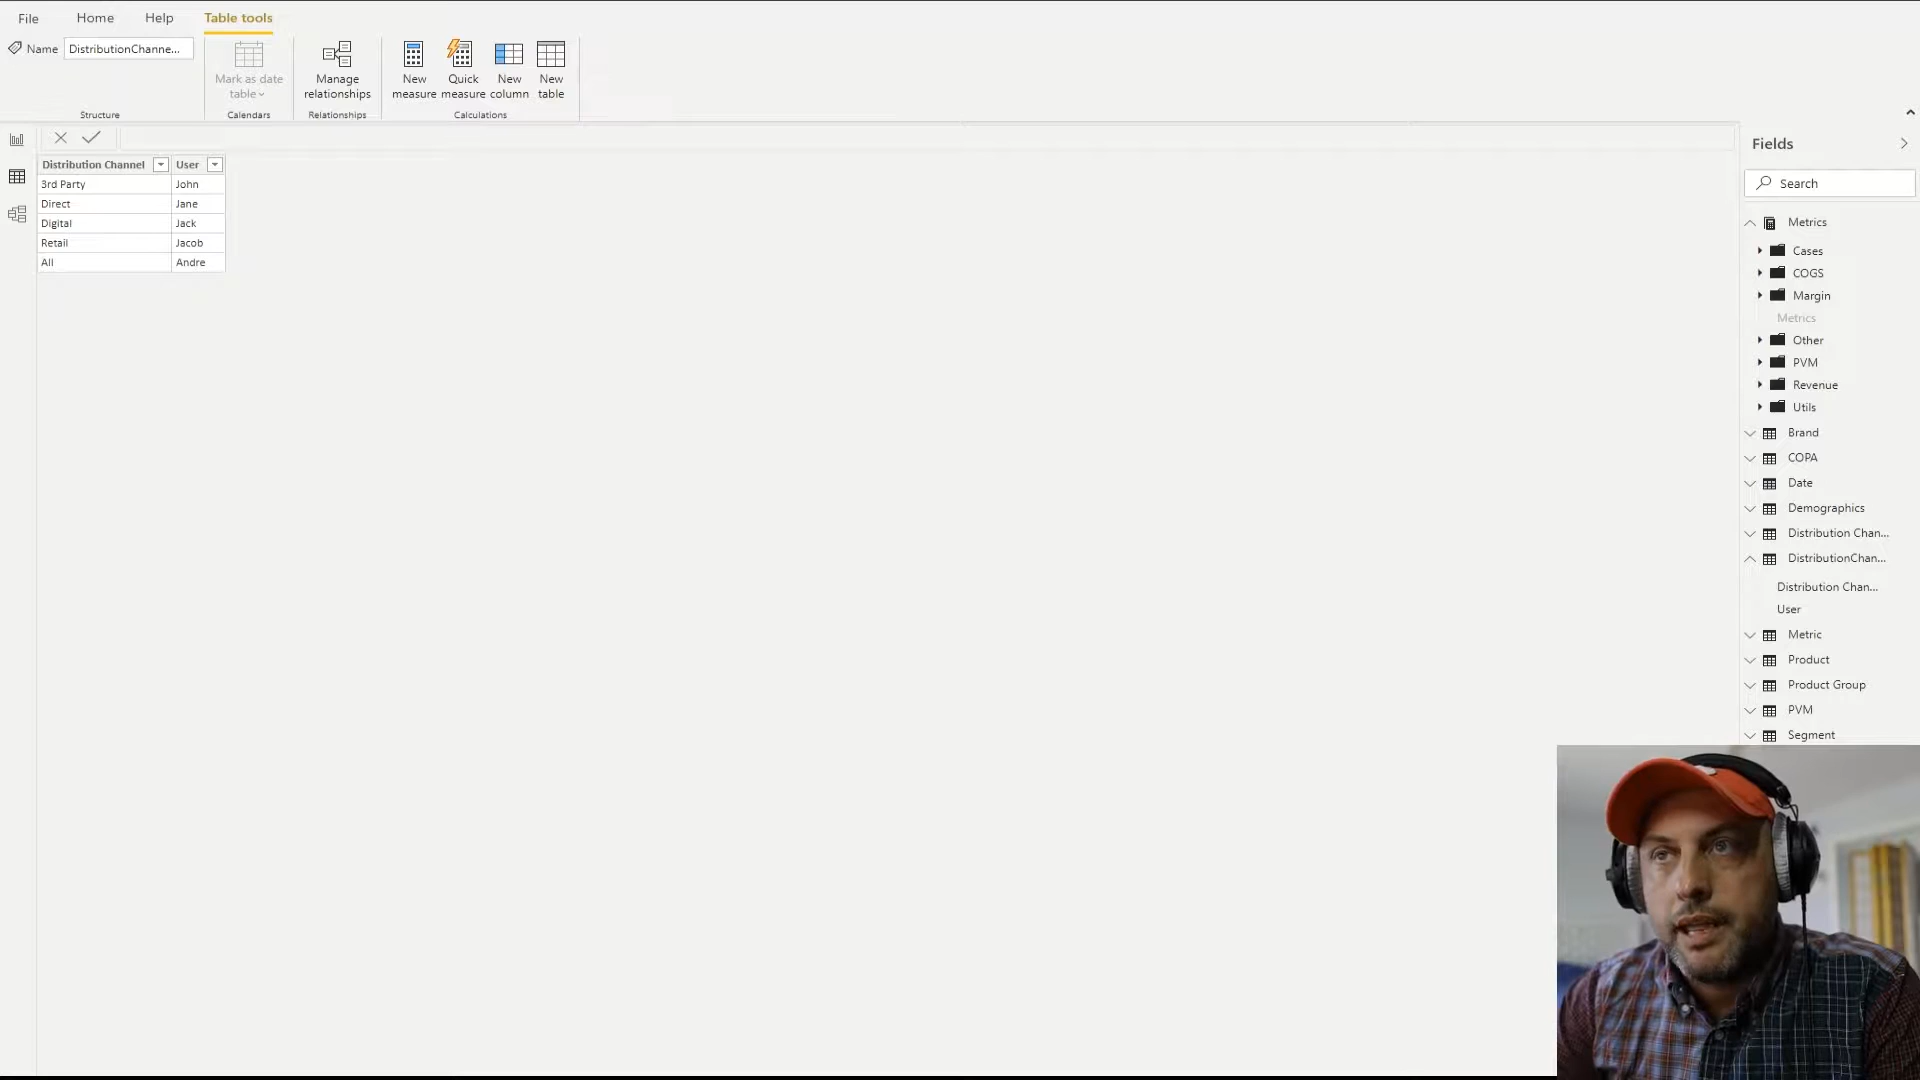 File Home Help Table tools
Name DistributionChanne...
Mark as date table
Manage relationships
New measure
Quick measure
New column
New table
Structure Calendars Relationships Calculations
Fields
Search
Distribution Channel User
3rd Party John
Direct Jane
Digital Jack
Retail Jacob
All Andre
Metrics
Cases
COGS
Margin
Metrics
Other
PVM
Revenue
Utils
Brand
COPA
Date
Demographics
Distribution Chan...
DistributionChan...
Distribution Chan...
User
Metric
Product
Product Group
PVM
Segment